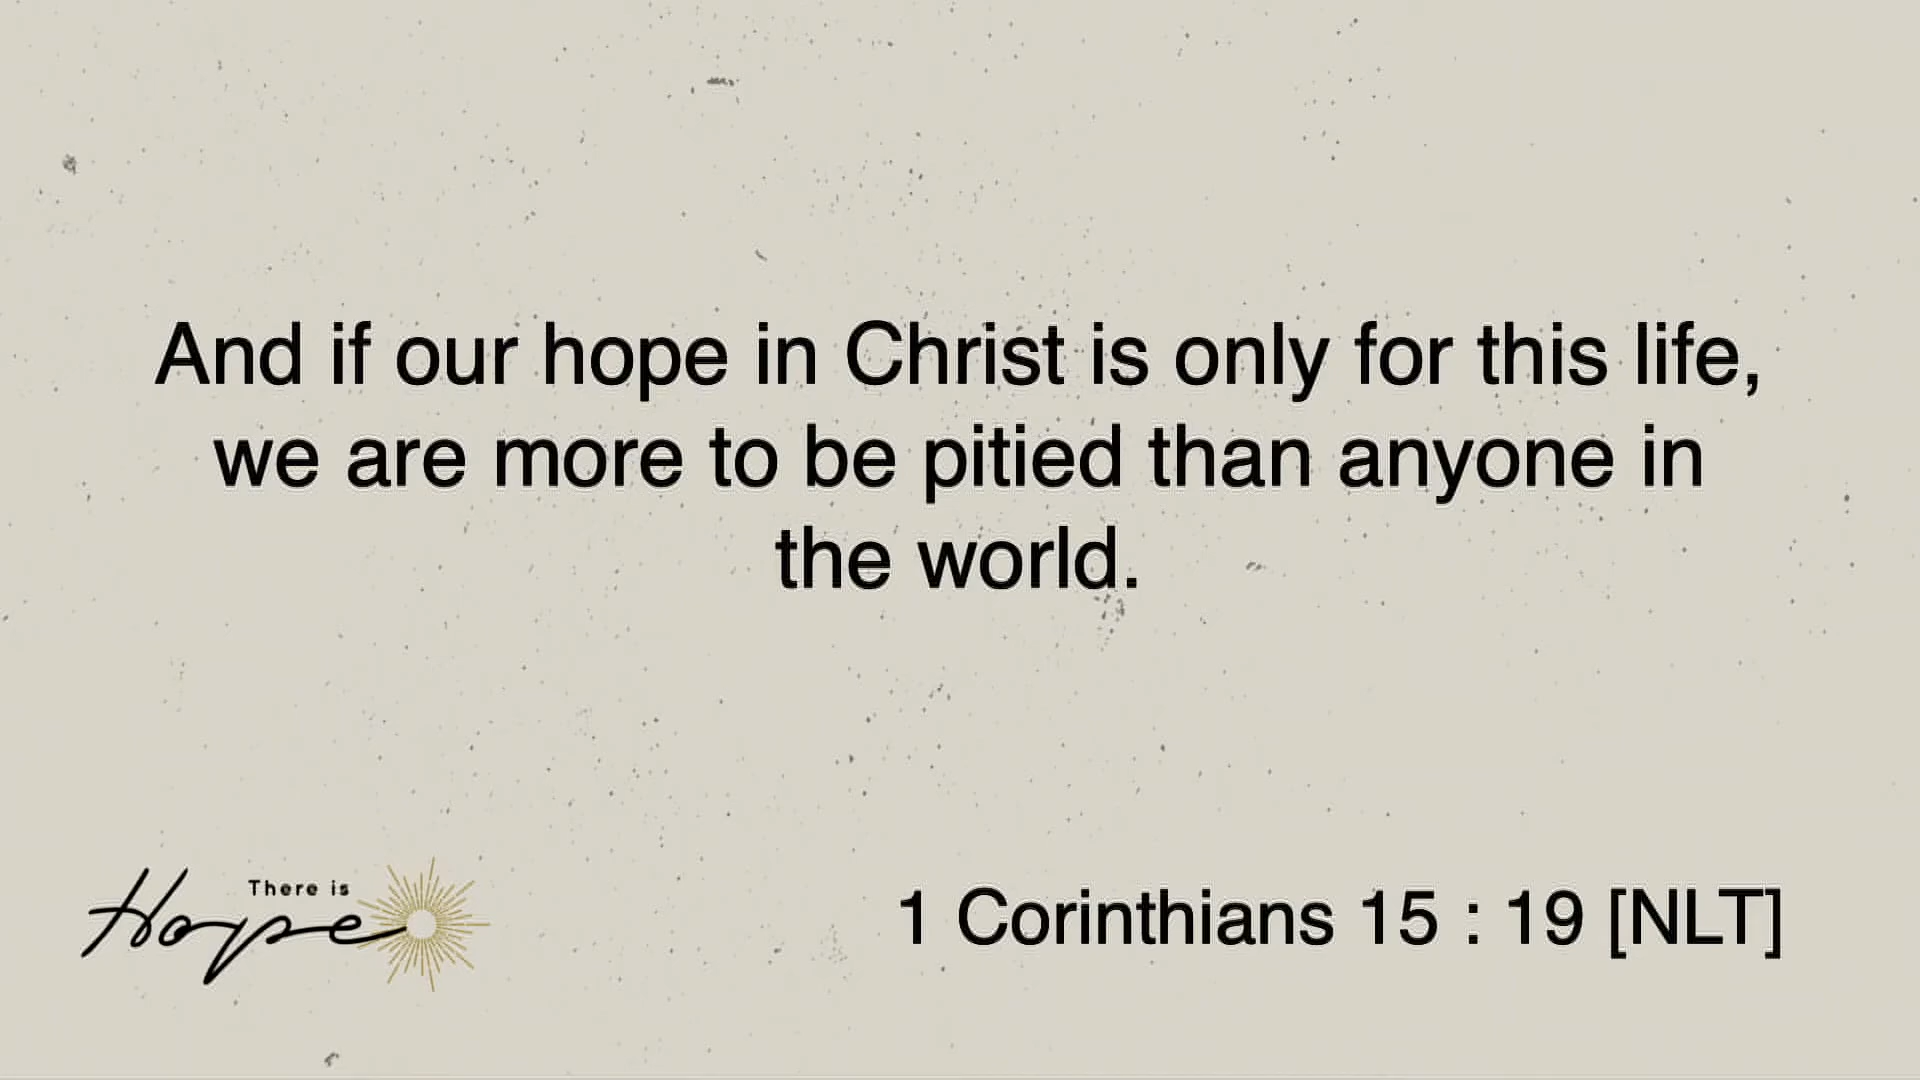 And if our hope in Christ is only for this life,
we are more to be pitied than anyone in
the world.
There is
Hope
1 Corinthians 15 : 19 [NLT]